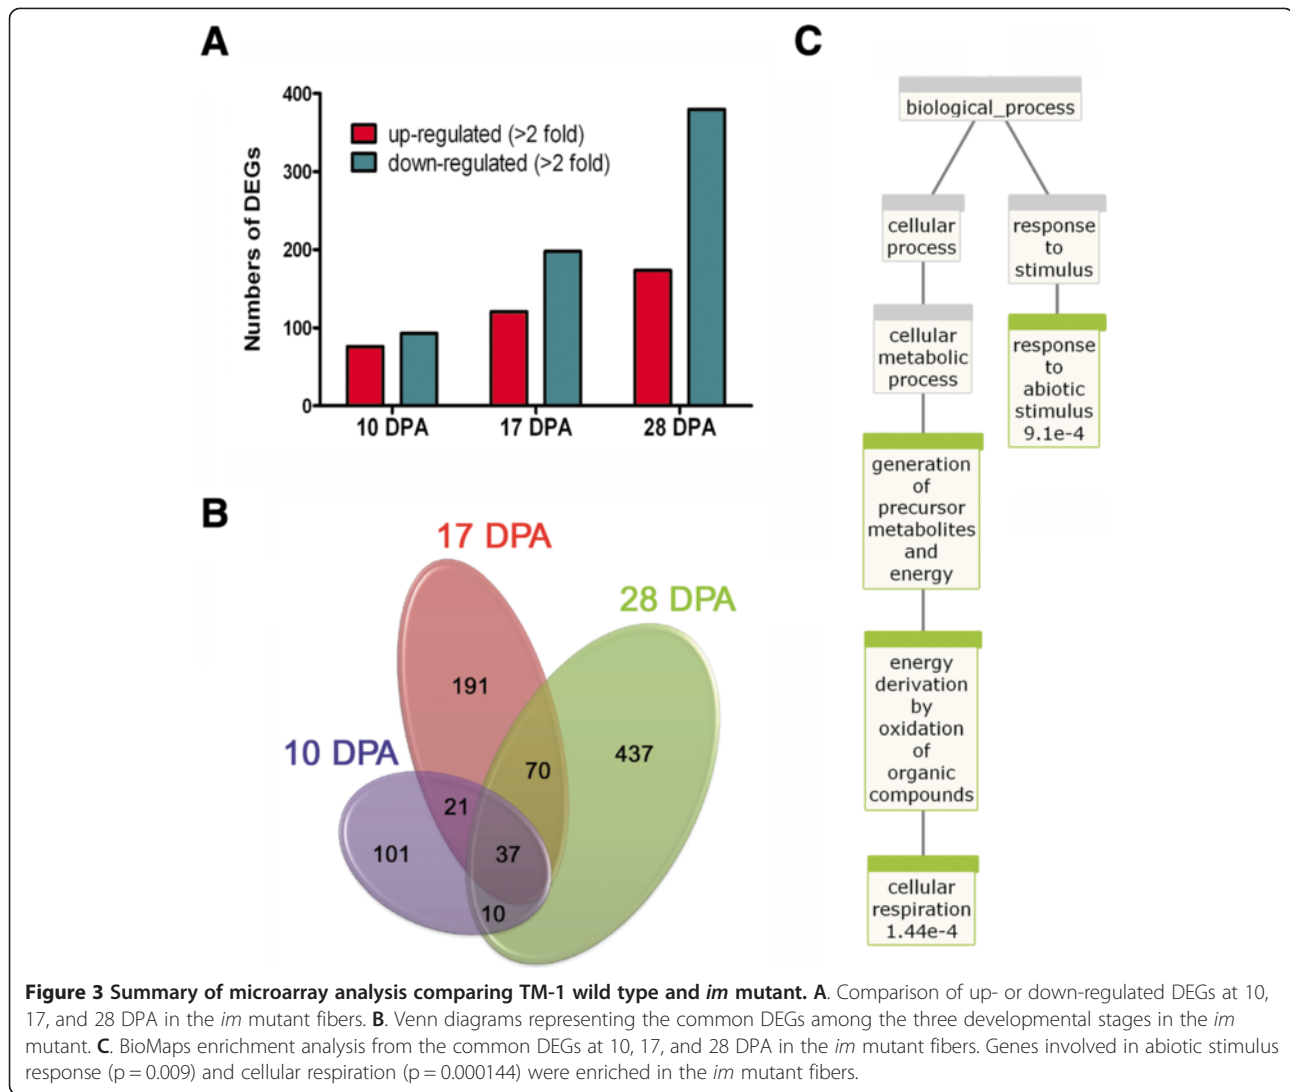 A
Numbers of DEGs
400
300
200
100
0
up-regulated (>2 fold)
down-regulated (>2 fold)
10 DPA
17 DPA
28 DPA
B
17 DPA
28 DPA
10 DPA
191
437
70
21
101
37
10
C
biological_process
cellular
process
response
to
stimulus
cellular
metabolic
process
response
to
abiotic
stimulus
9.1e-4
generation
of
precursor
metabolites
and
energy
energy
derivation
by
oxidation
of
organic
compounds
cellular
respiration
1.44e-4
Figure 3 Summary of microarray analysis comparing TM-1 wild type and im mutant. A. Comparison of up- or down-regulated DEGs at 10,
17, and 28 DPA in the im mutant fibers. B. Venn diagrams representing the common DEGs among the three developmental stages in the im
mutant. C. BioMaps enrichment analysis from the common DEGs at 10, 17, and 28 DPA in the im mutant fibers. Genes involved in abiotic stimulus
response (p = 0.009) and cellular respiration (p = 0.000144) were enriched in the im mutant fibers.